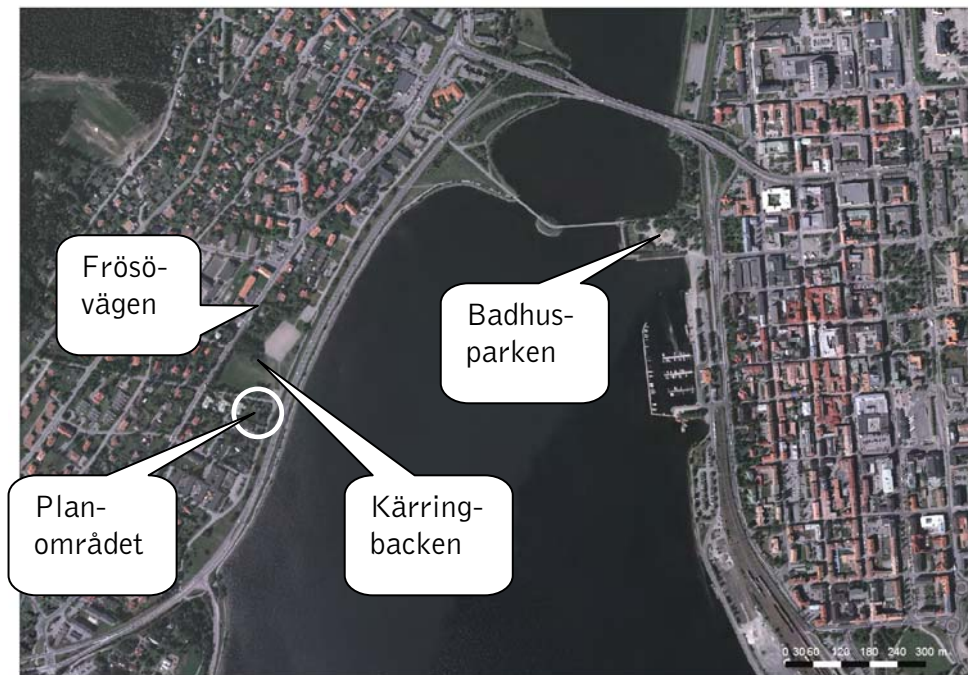 Frösö-
vägen
Badhus-
parken
Plan-
området
Kärring-
backen
0 30 60 120 180 240 300 m